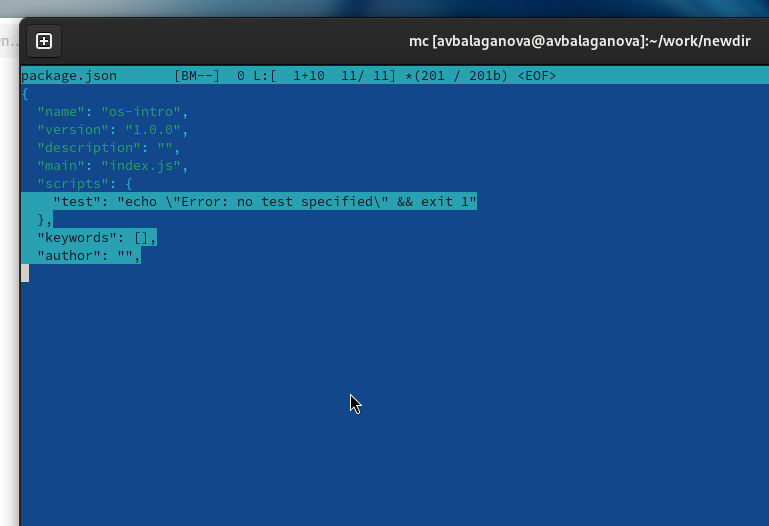 n..
mc [avbalaganova@avbalaganova]:~/work/newdir
package.json       [BM--]  0 L:[  1+10  11/ 11] *(201 / 201b) <EOF>
{
  "name": "os-intro",
  "version": "1.0.0",
  "description": "",
  "main": "index.js",
  "scripts": {
    "test": "echo \"Error: no test specified\" && exit 1"
  },
  "keywords": [],
  "author": "",